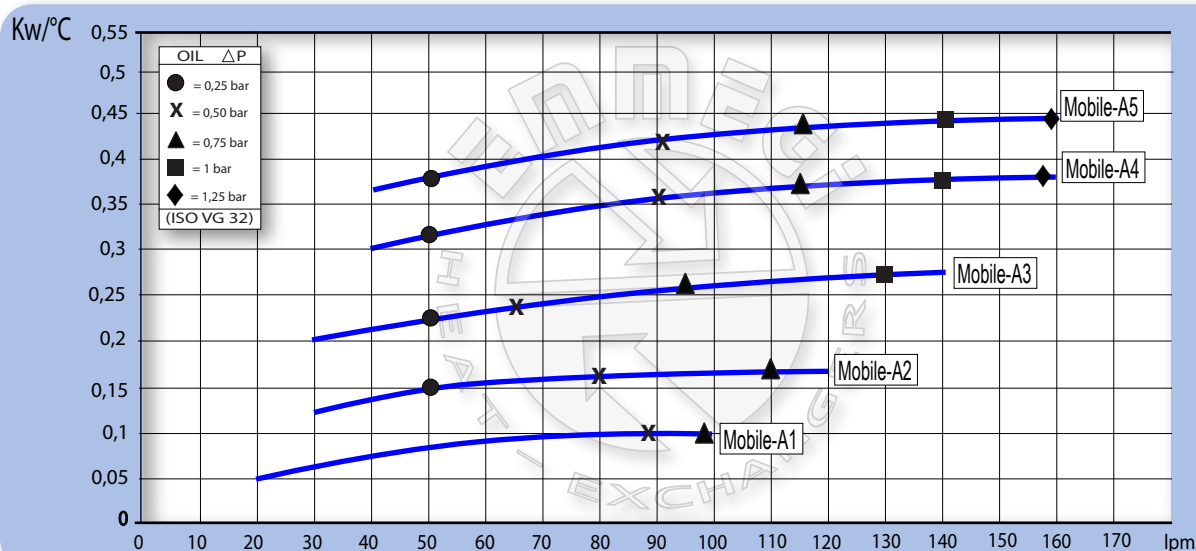 Kw/°C
0,55
0,5
0,45
0,4
0,35
0,3
0,25
0,2
0,15
0,1
0,05
0
OIL △P
● = 0,25 bar
X = 0,50 bar
▲ = 0,75 bar
■ = 1 bar
◆ = 1,25 bar
(ISO VG 32)
Mobile-A5
Mobile-A4
Mobile-A3
Mobile-A2
Mobile-A1
HEAT - EXCHANGERS
0 10 20 30 40 50 60 70 80 90 100 110 120 130 140 150 160 170 lpm